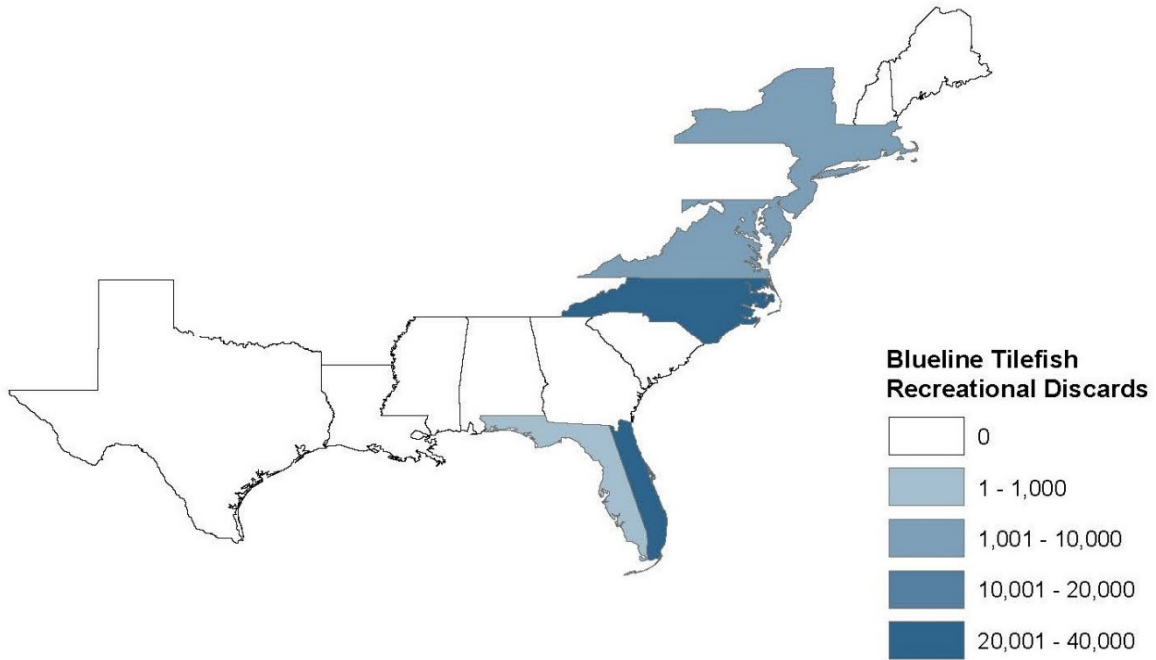 Blueline Tilefish
Recreational Discards
0
1 - 1,000
1,001 - 10,000
10,001 - 20,000
20,001 - 40,000